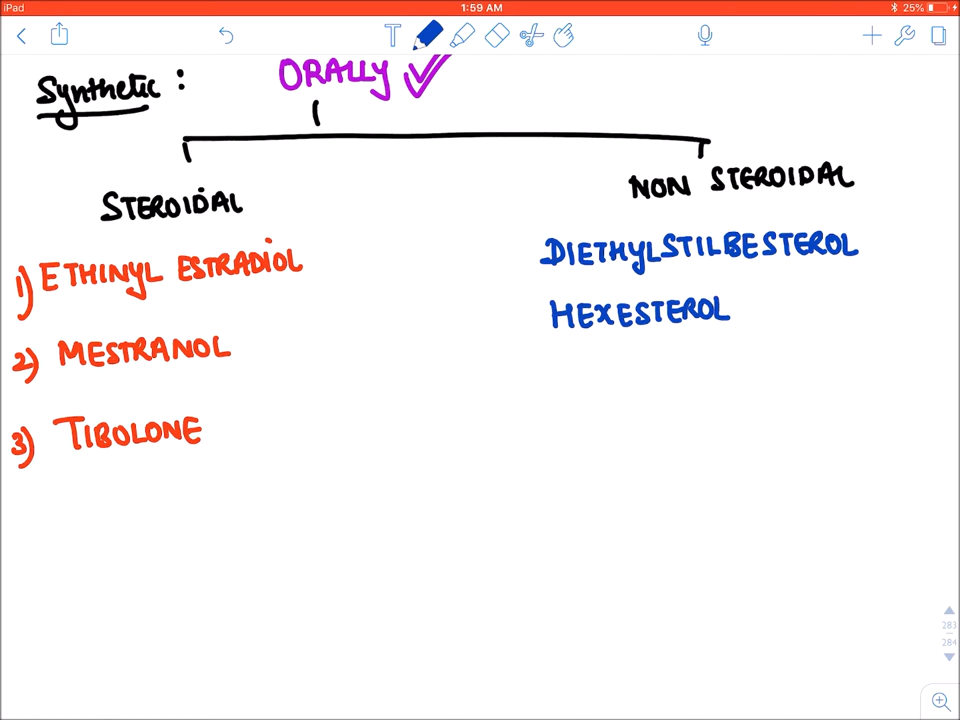 iPad
1:59 AM
25%
T
Synthetic :
ORALLY
STEROIDAL
NON STEROIDAL
1) ETHINYL ESTRADIOL
2) MESTRANOL
3) TIBOLONE
DIETHYLSTILBESTEROL
HEXESTEROL
283
284